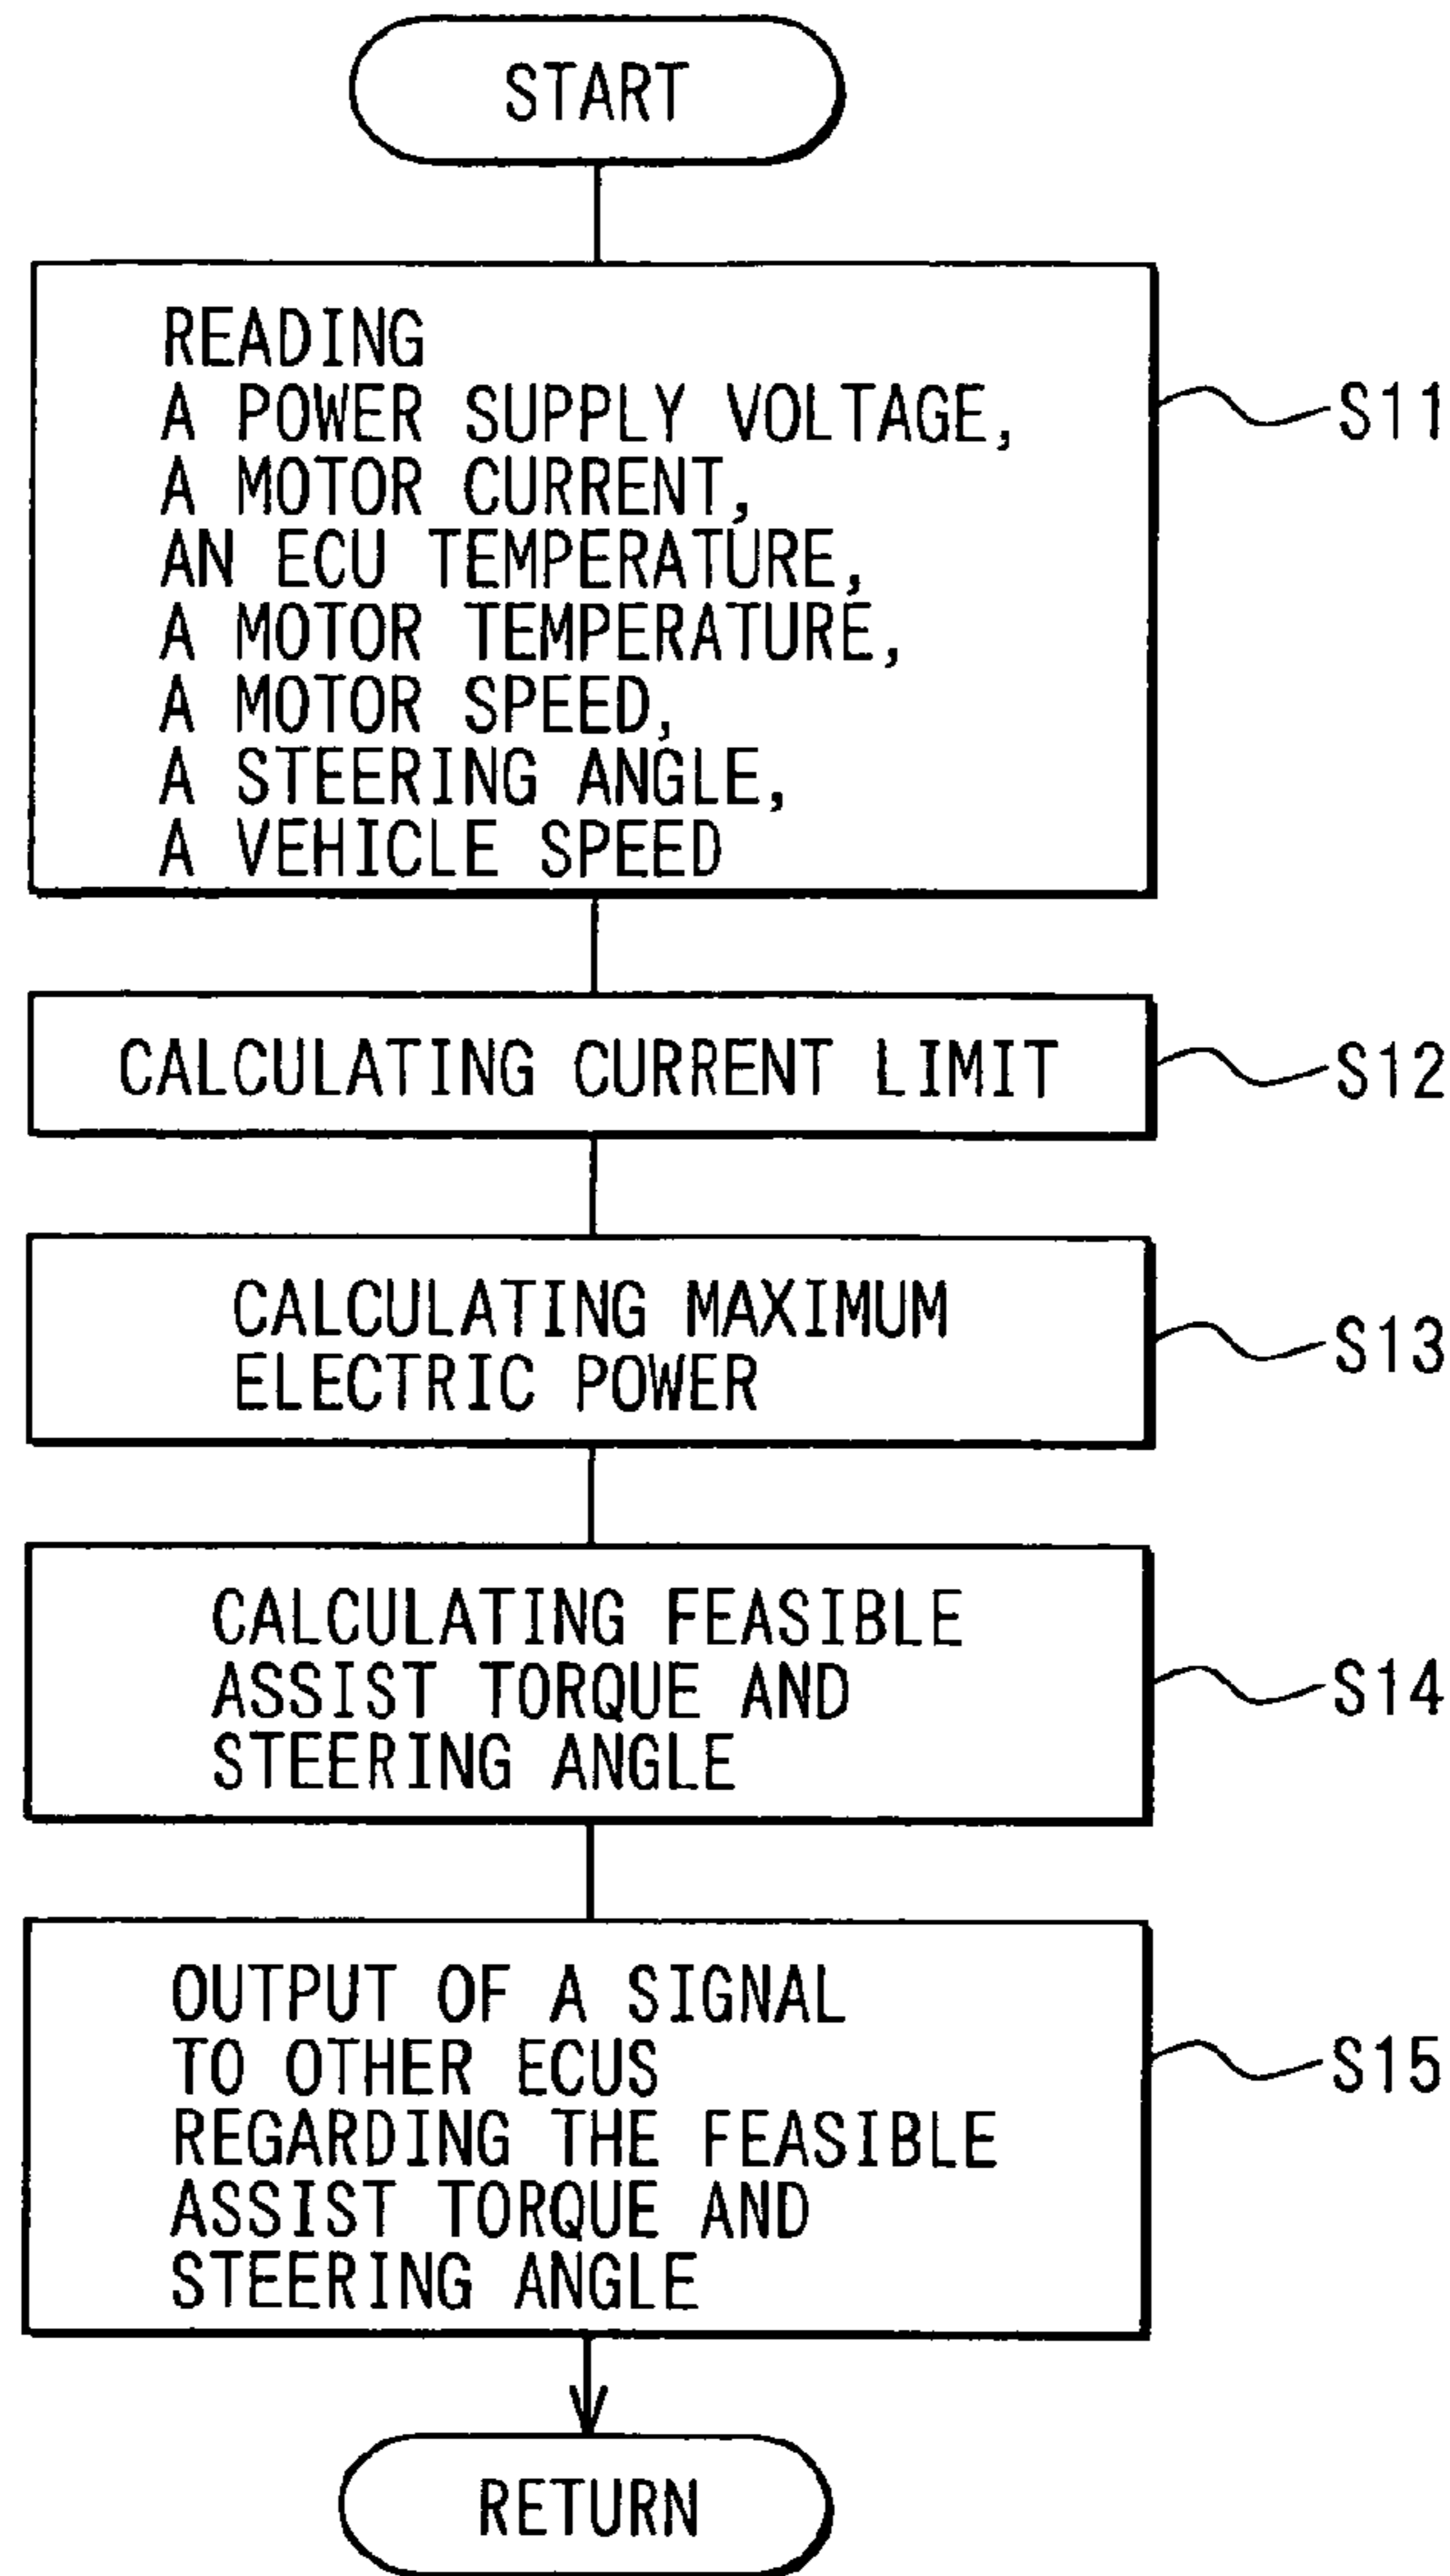 START
READING
A POWER SUPPLY VOLTAGE,
A MOTOR CURRENT,
AN ECU TEMPERATURE,
A MOTOR TEMPERATURE,
A MOTOR SPEED,
A STEERING ANGLE,
A VEHICLE SPEED
S11
CALCULATING CURRENT LIMIT
S12
CALCULATING MAXIMUM
ELECTRIC POWER
S13
CALCULATING FEASIBLE
ASSIST TORQUE AND
STEERING ANGLE
S14
OUTPUT OF A SIGNAL
TO OTHER ECUS
REGARDING THE FEASIBLE
ASSIST TORQUE AND
STEERING ANGLE
S15
RETURN